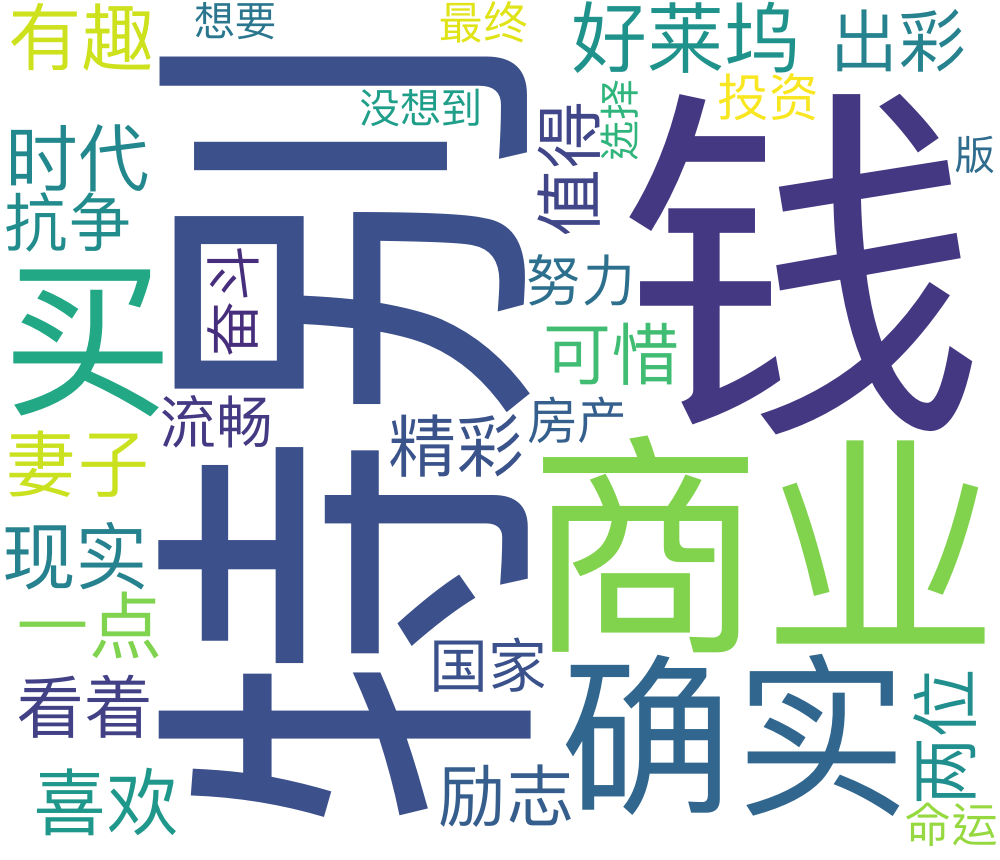 有趣
想要
最终
好莱坞
出彩
没想到
选择
投资
时代
抗争
值得
版
钱
特别
奋斗
努力
买
可惜
流畅
精彩
房产
妻子
商业
现实
一点
国家
确实
看着
两位
喜欢
励志
命运